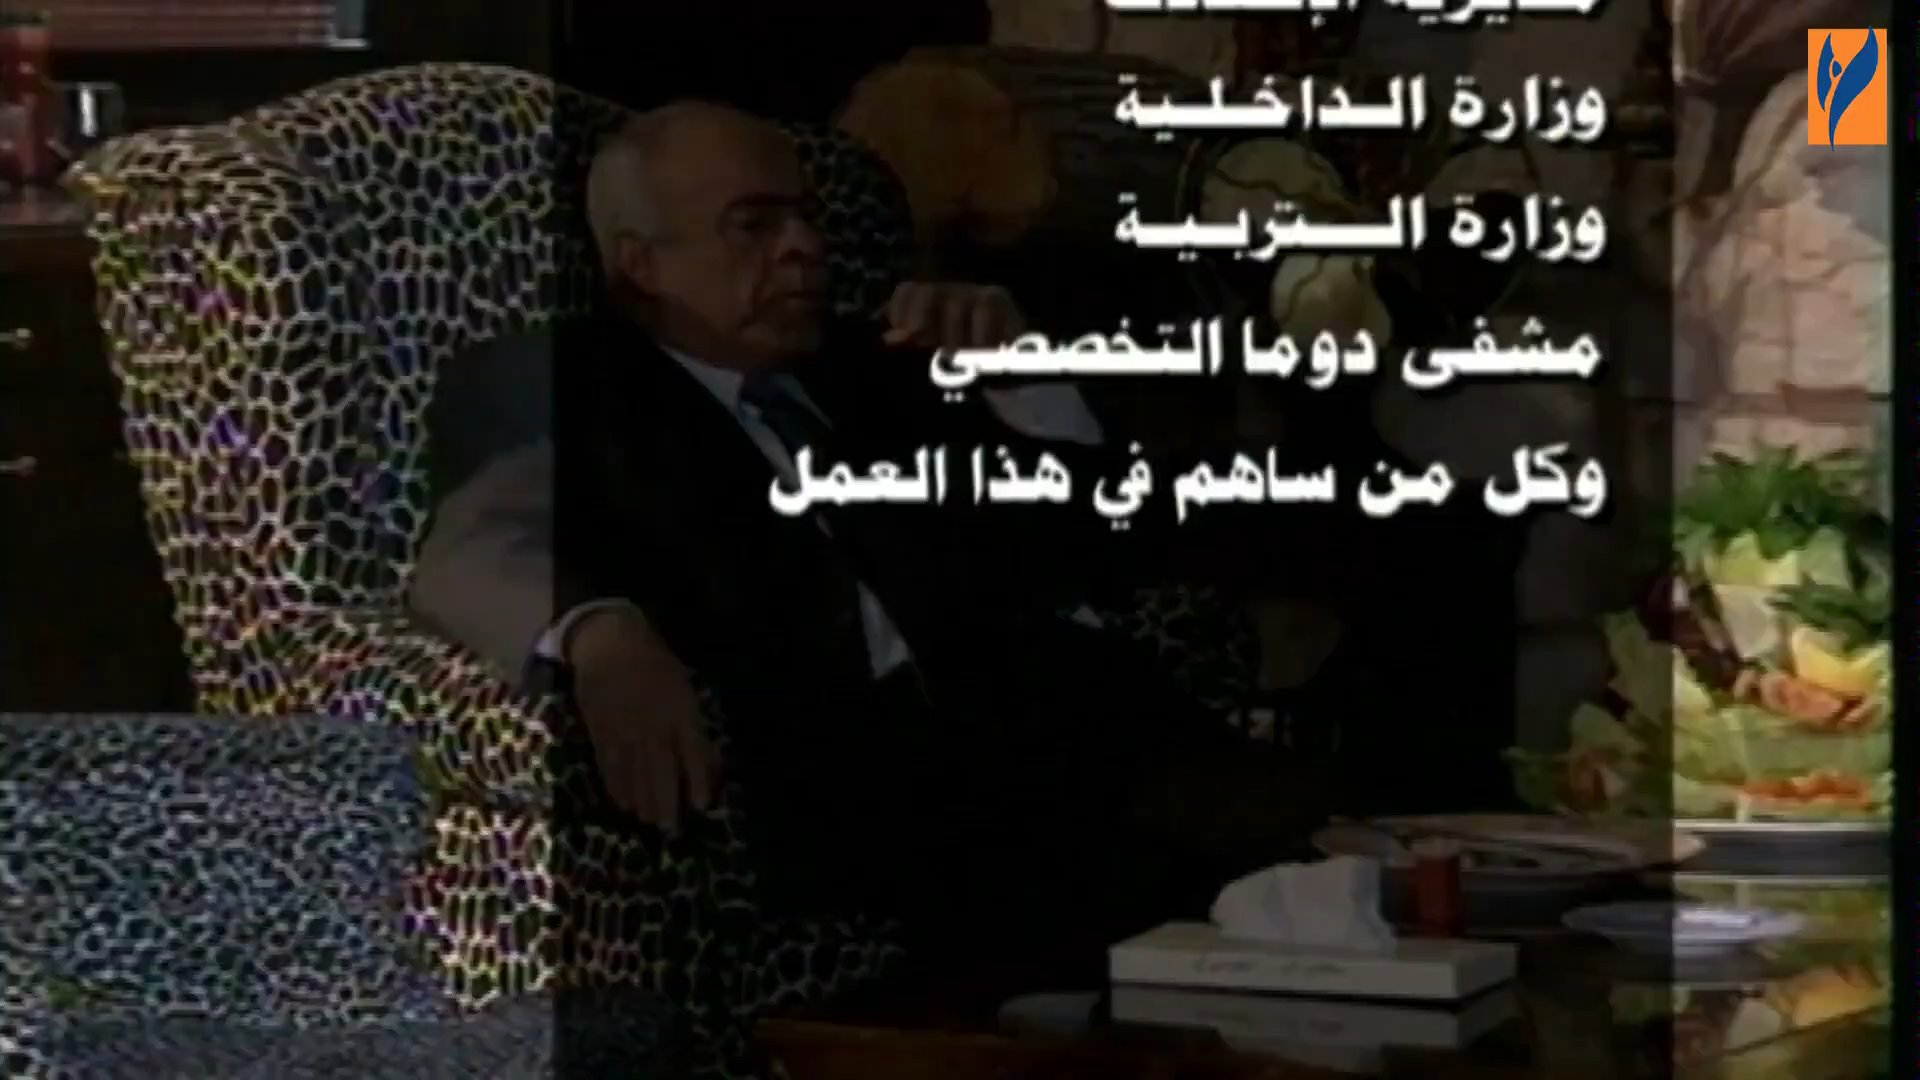 وزارة الداخلية
وزارة التربية
مشفى دوما التخصصي
وكل من ساهم في هذا العمل